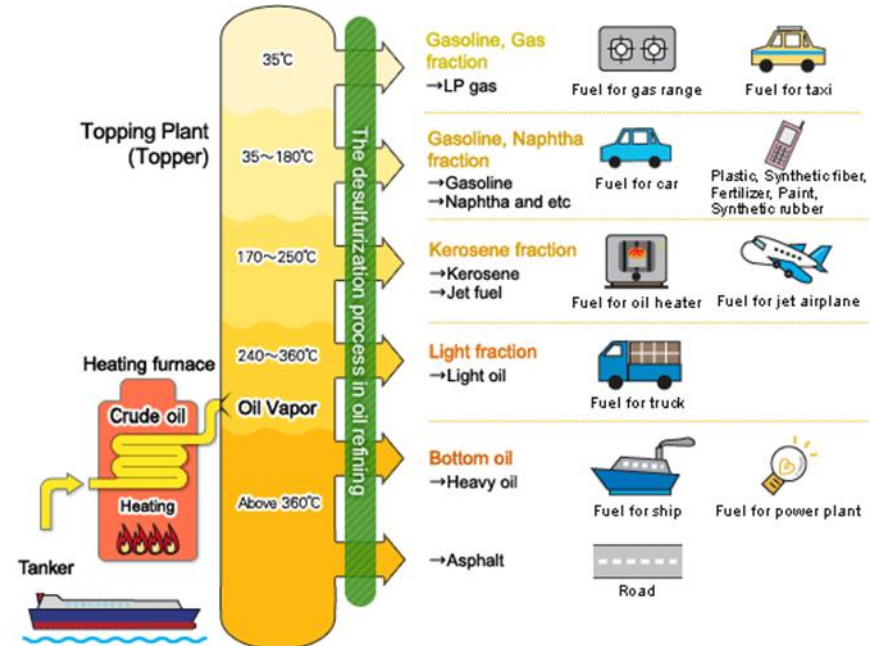 Topping Plant
(Topper)
Heating furnace
Crude oil
Heating
Tanker
35℃
35～180℃
170～250℃
240～360℃
Oil Vapor
Above 360℃
The desulfurization process in oil refining
Gasoline, Gas
fraction
→LP gas
Fuel for gas range
Fuel for taxi
Gasoline, Naphtha
fraction
→Gasoline
→Naphtha and etc
Fuel for car
Plastic, Synthetic fiber,
Fertilizer, Paint,
Synthetic rubber
Kerosene fraction
→Kerosene
→Jet fuel
Fuel for oil heater
Fuel for jet airplane
Light fraction
→Light oil
Fuel for truck
Bottom oil
→Heavy oil
Fuel for ship
Fuel for power plant
→Asphalt
Road